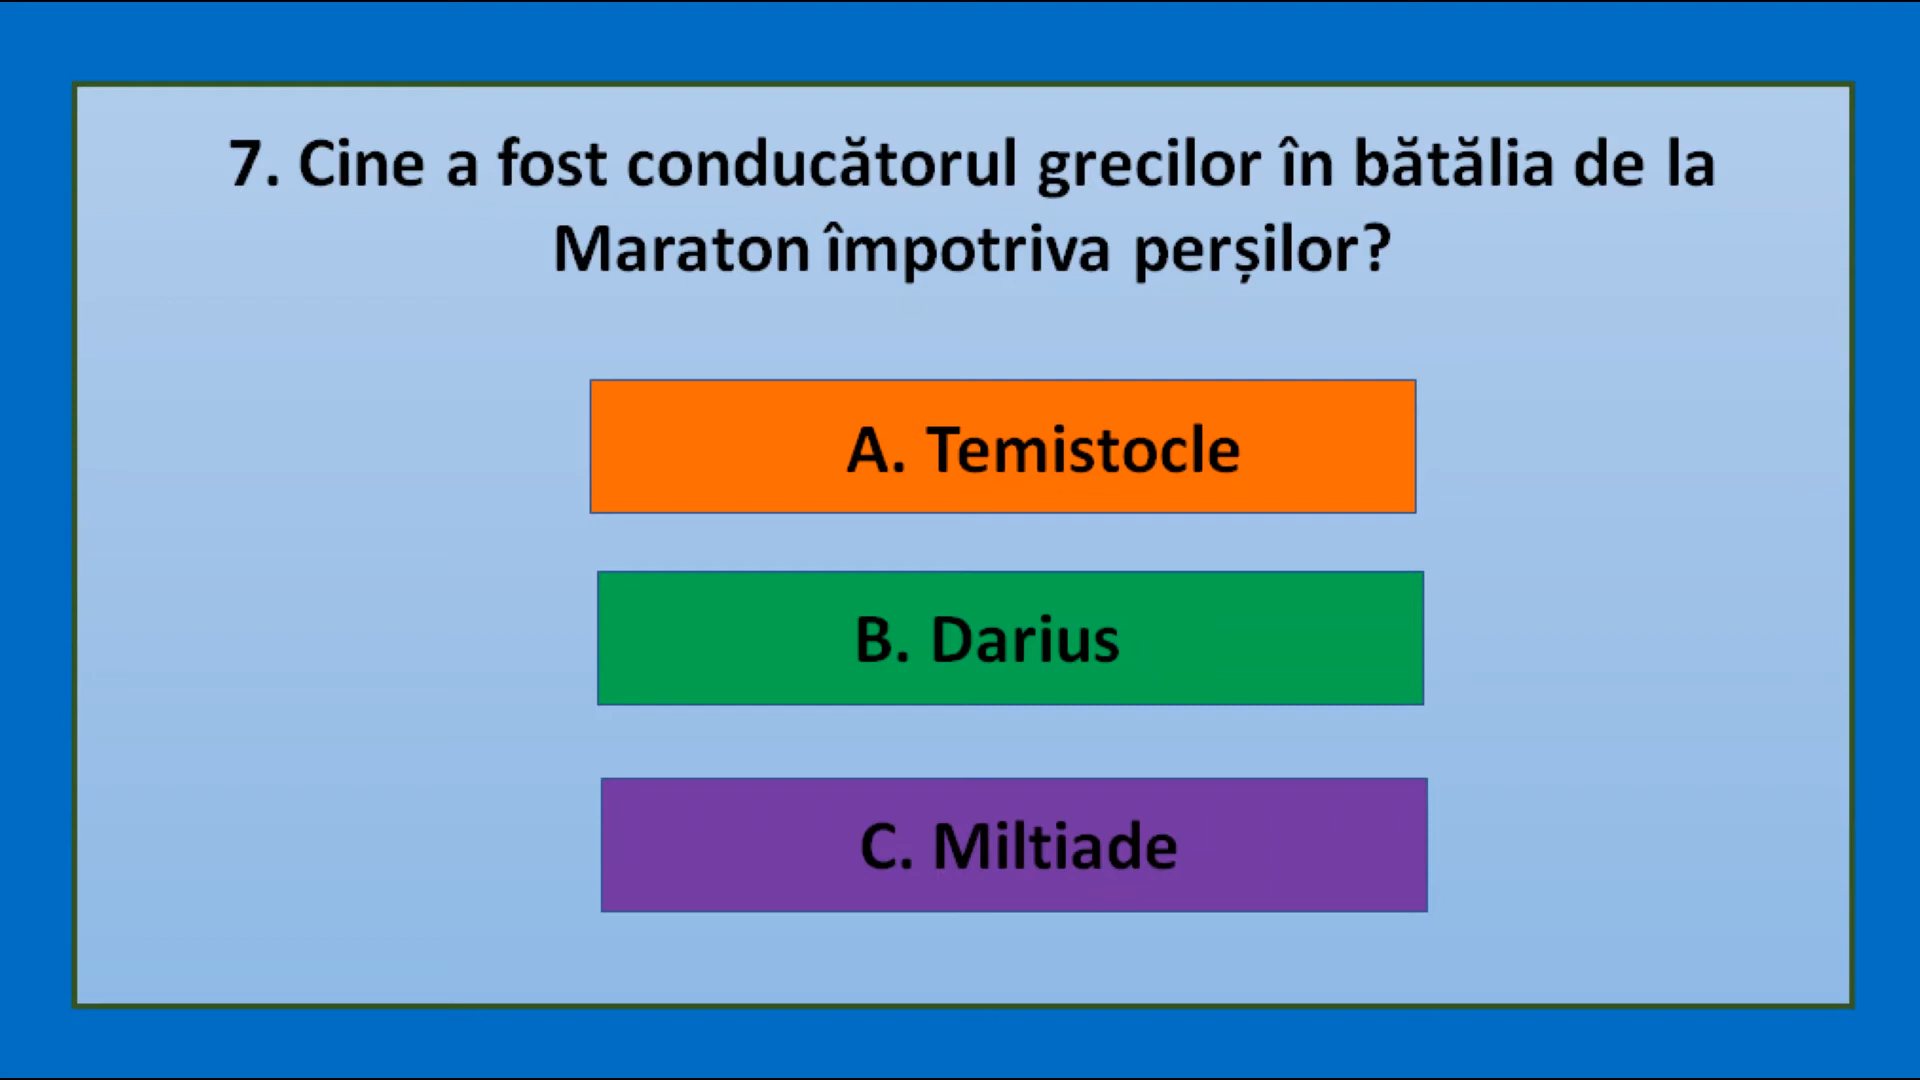 7. Cine a fost conducătorul grecilor în bătălia de la
Maraton împotriva perșilor?
A. Temistocle
B. Darius
C. Miltiade